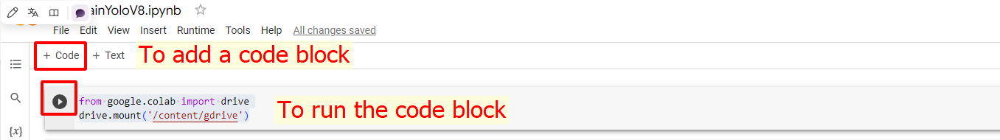 ainYoloV8.ipynb
File Edit View Insert Runtime Tools Help All changes saved
+ Code + Text To add a code block
from google.colab import drive
drive.mount('/content/gdrive') To run the code block
{x}